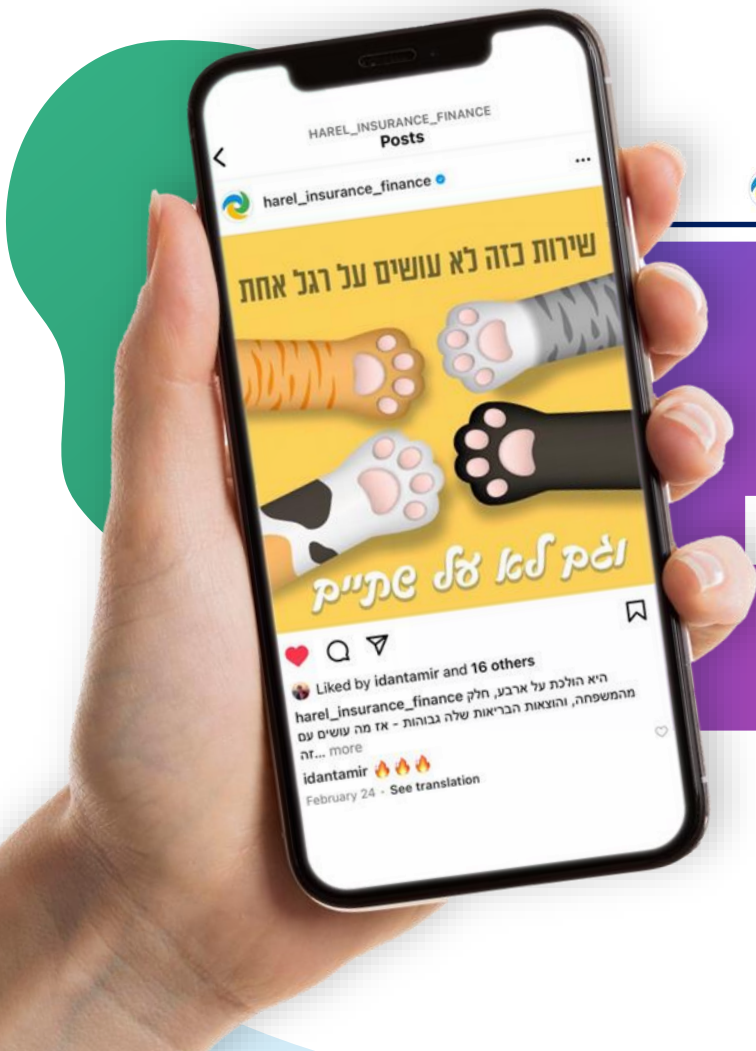 HAREL_INSURANCE_FINANCE
Posts
harel_insurance_finance
שירות כזה לא עושים על רגל אחת
וגם לא על שתיים
Liked by idantamir and 16 others
harel_insurance_finance היא הולכת על ארבע, חלק
מהמשפחה, והוצאות הבריאות שלה גבוהות - אז מה עושים עם
זה... more
idantamir 🔥🔥🔥
February 24 · See translation